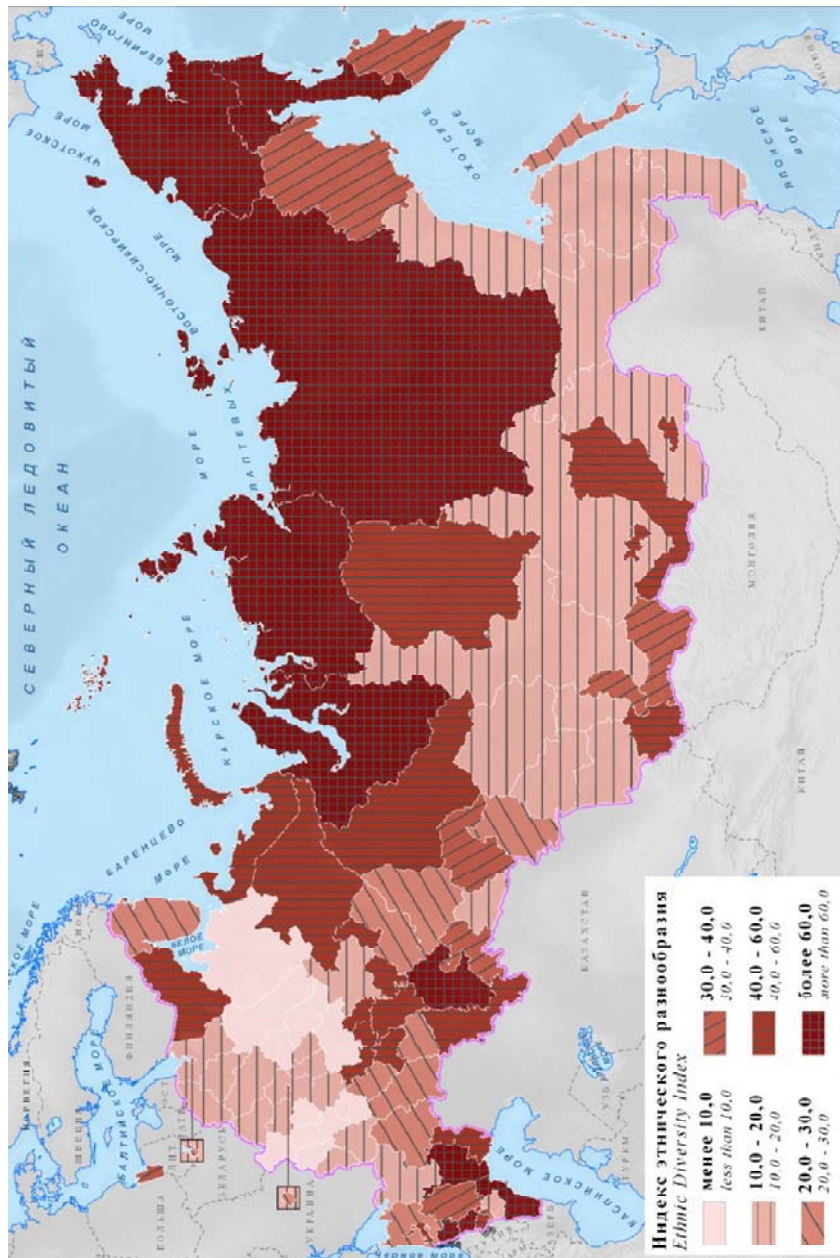 СЕВЕРНЫЙ ЛЕДОВИТЫЙ
ОКЕАН
БЕРИНГОВО
МОРЕ
ЧУКОТСКОЕ
МОРЕ
ВОСТОЧНО-СИБИРСКОЕ
МОРЕ
МОРЕ
ЛАПТЕВЫХ
КАРСКОЕ МОРЕ
БАРЕНЦЕВО
МОРЕ
БЕЛОЕ
МОРЕ
ОХОТСКОЕ
МОРЕ
ЯПОНСКОЕ
МОРЕ
НОРВЕГИЯ
ШВЕЦИЯ
ФИНЛЯНДИЯ
БАЛТИЙСКОЕ МОРЕ
ПОЛЬША
БЕЛАРУСЬ
УКРАИНА
ЧЕРНОЕ МОРЕ
КАСПИЙСКОЕ МОРЕ
КАЗАХСТАН
КИТАЙ
МОНГОЛИЯ
КИТАЙ
Индекс этнического разнообразия
Ethnic Diversity Index
менее 10,0
less than 10,0
10,0 - 20,0
10,0 - 20,0
20,0 - 30,0
20,0 - 30,0
30,0 - 40,0
30,0 - 40,0
40,0 - 60,0
40,0 - 60,0
более 60,0
more than 60,0